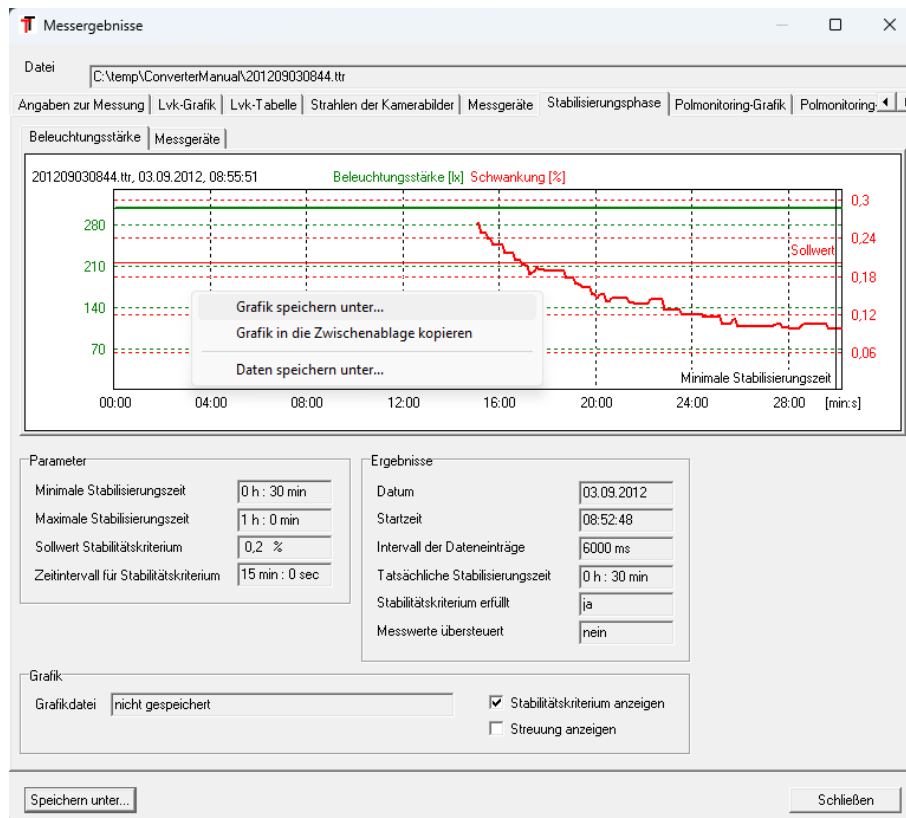 Messergebnisse
Datei C:\temp\ConverterManual\201209030844.ttr
Angaben zur Messung Lvk-Grafik Lvk-Tabelle Strahlen der Kamerabilder Messgeräte Stabilisierungsphase Polmonitoring-Grafik Polmonitoring-
Beleuchtungsstärke Messgeräte
201209030844.ttr, 03.09.2012, 08:55:51 Beleuchtungsstärke [lx] Schwankung [%]
0,3
280 0,24
Sollwert
210 0,18
140 0,12
70 0,06
Grafik speichern unter...
Grafik in die Zwischenablage kopieren
Daten speichern unter...
Minimale Stabilisierungszeit
00:00 04:00 08:00 12:00 16:00 20:00 24:00 28:00 [min:s]
Parameter
Minimale Stabilisierungszeit 0 h : 30 min
Maximale Stabilisierungszeit 1 h : 0 min
Sollwert Stabilitätskriterium 0,2 %
Zeitintervall für Stabilitätskriterium 15 min : 0 sec
Ergebnisse
Datum 03.09.2012
Startzeit 08:52:48
Intervall der Dateneinträge 6000 ms
Tatsächliche Stabilisierungszeit 0 h : 30 min
Stabilitätskriterium erfüllt ja
Messwerte übersteuert nein
Grafik
Grafikdatei nicht gespeichert
Stabilitätskriterium anzeigen
Streuung anzeigen
Speichern unter... Schließen